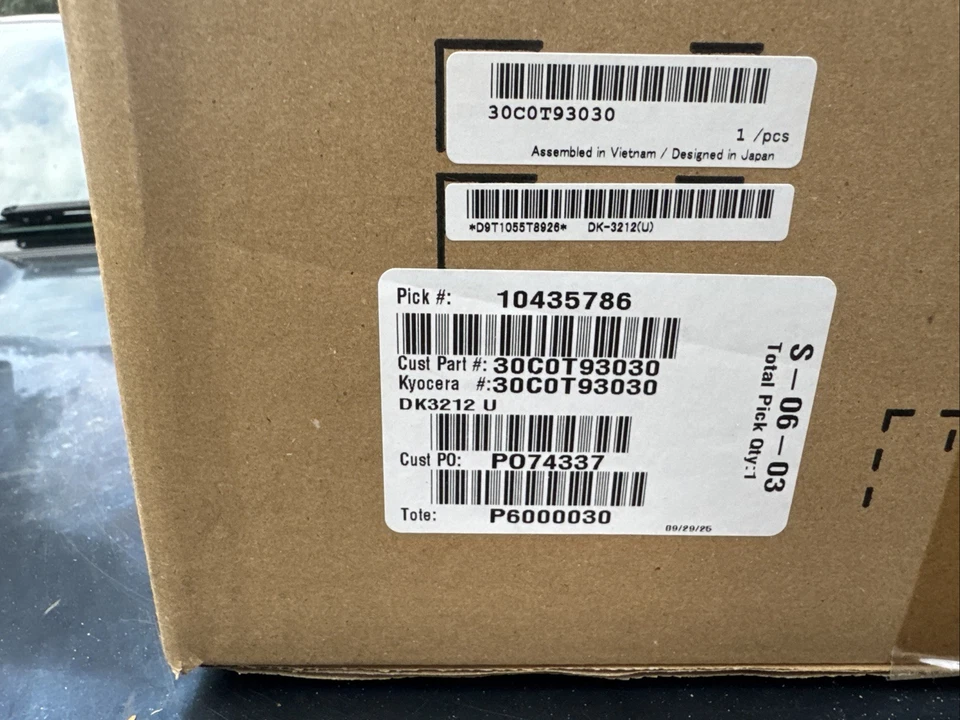 30C0T93030
1 /pcs
Assembled in Vietnam / Designed in Japan
*D9T1055T8926* DK-3212(U)
Pick #: 10435786
Cust Part #: 30C0T93030
Kyocera #:30C0T93030
DK3212 U
Cust PO: PO74337
Tote: P6000030
09/29/25
S-06-03
Total Pick Qty:1